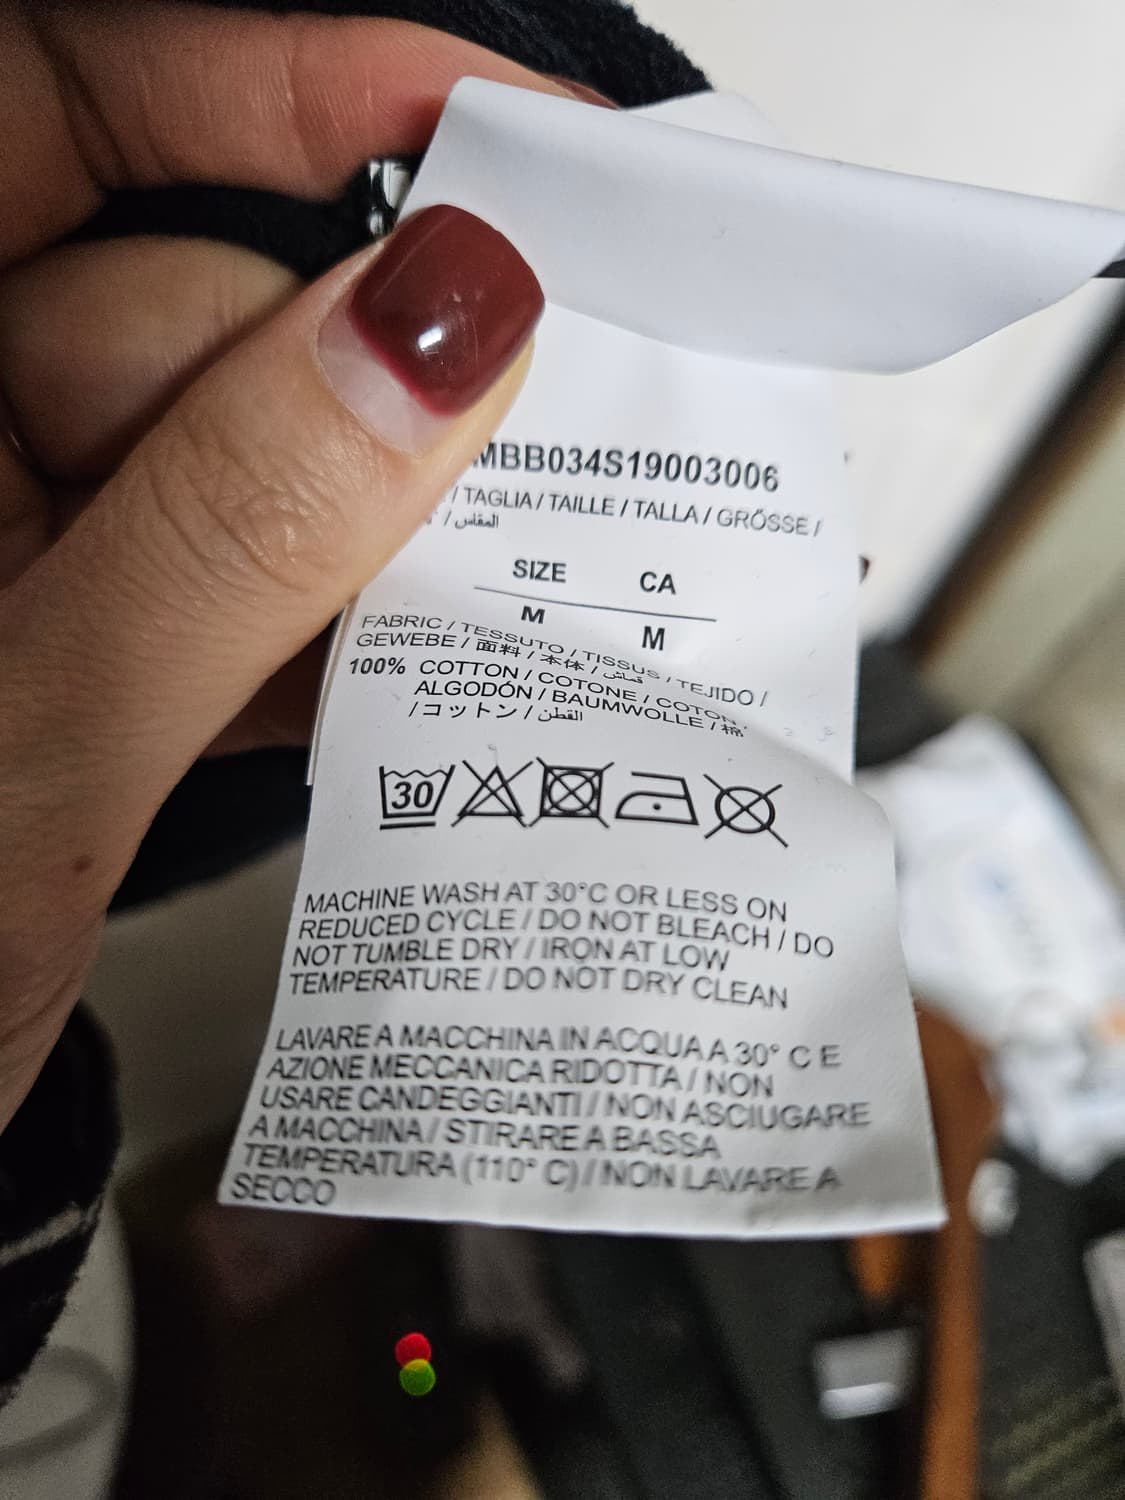 MBB034S19003006
/ TAGLIA / TAILLE / TALLA / GRÖSSE /
/ المقاس
SIZE CA
M M
FABRIC / TESSUTO / TISSUS / TEJIDO /
GEWEBE / 面料 / 本体 / قماش
100% COTTON / COTONE / COTON /
ALGODÓN / BAUMWOLLE / 棉
/ コットン / القطن
30
MACHINE WASH AT 30°C OR LESS ON
REDUCED CYCLE / DO NOT BLEACH / DO
NOT TUMBLE DRY / IRON AT LOW
TEMPERATURE / DO NOT DRY CLEAN
LAVARE A MACCHINA IN ACQUA A 30° C E
AZIONE MECCANICA RIDOTTA / NON
USARE CANDEGGIANTI / NON ASCIUGARE
A MACCHINA / STIRARE A BASSA
TEMPERATURA (110° C) / NON LAVARE A
SECCO